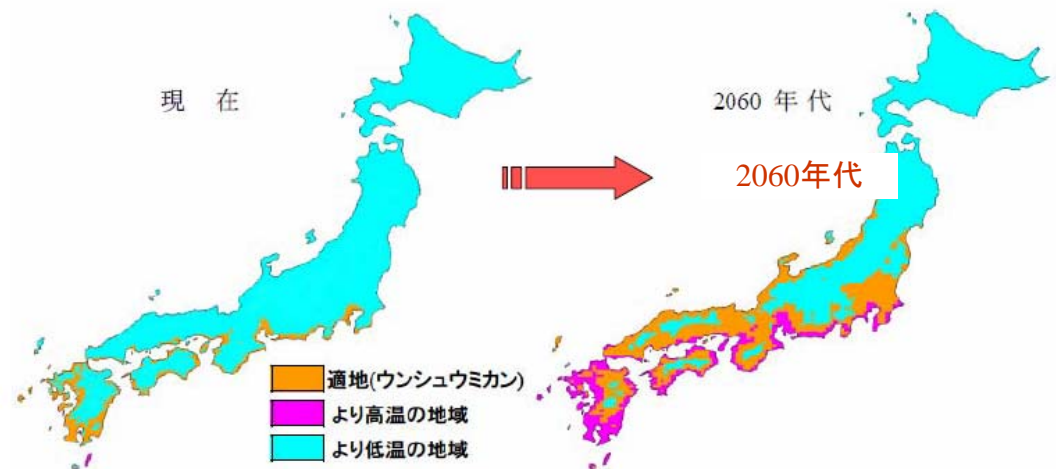 現 在
2060 年代
2060年代
適地(ウンシュウミカン)
より高温の地域
より低温の地域